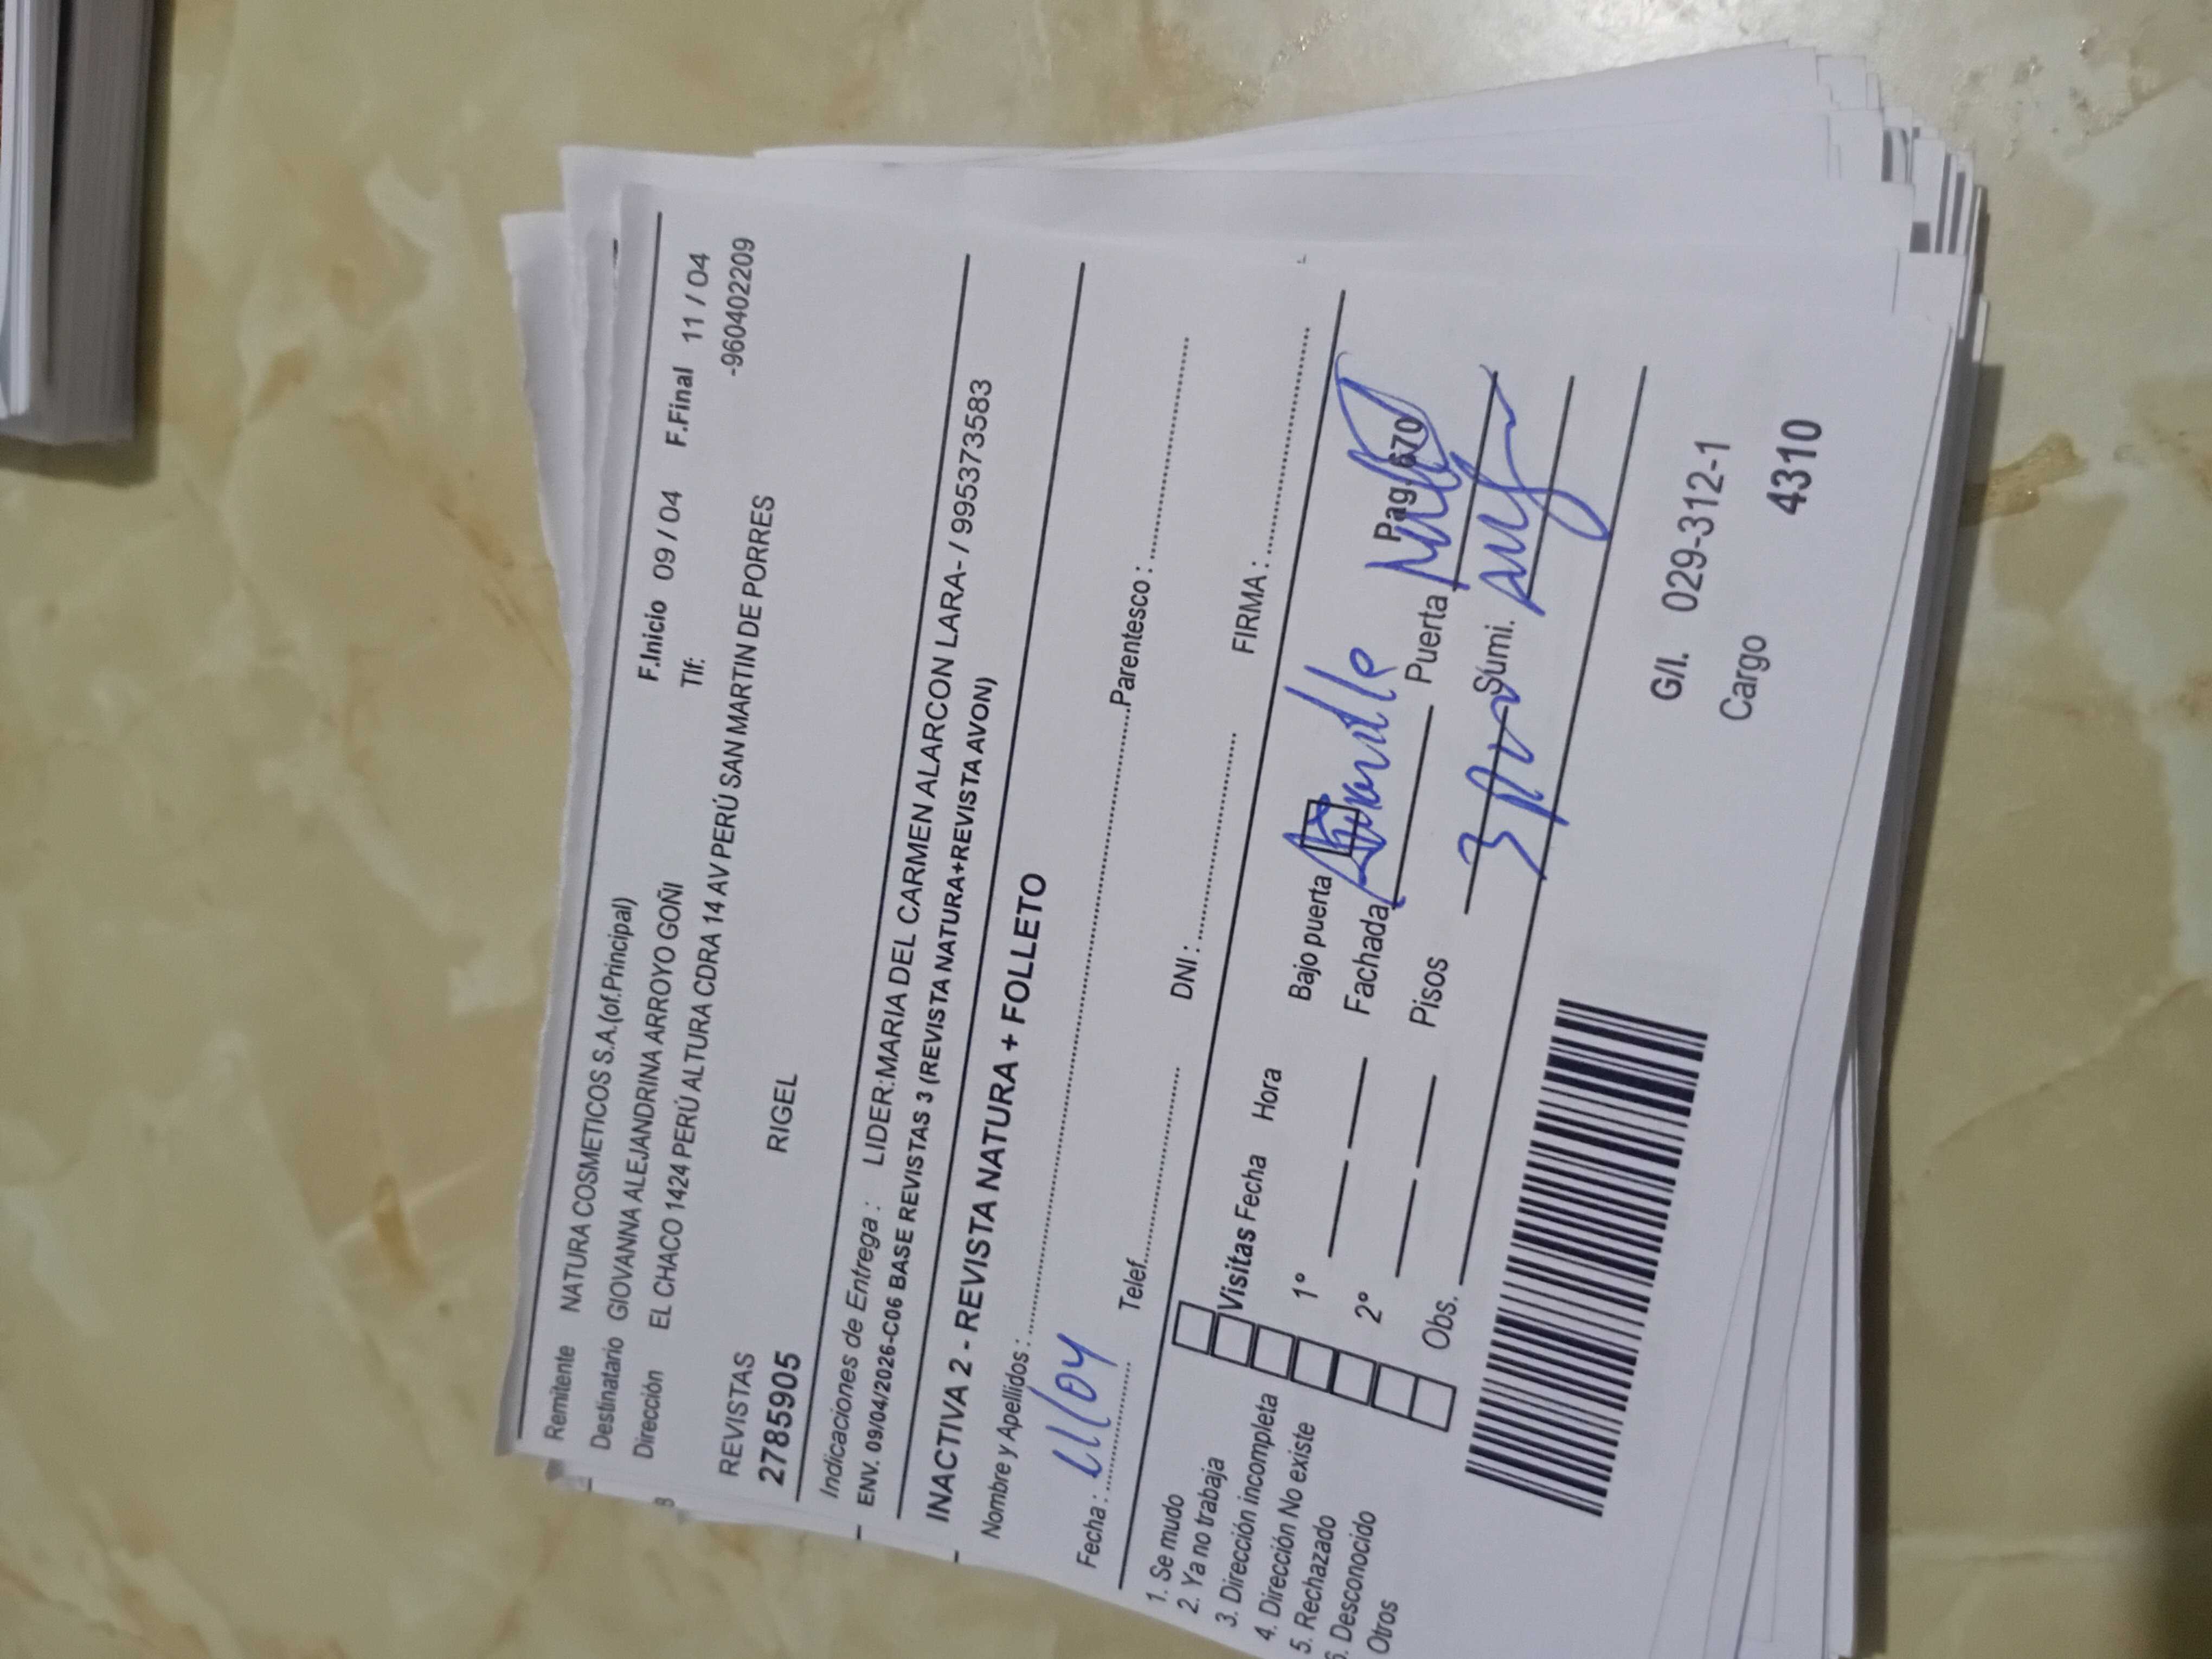 Remitente NATURA COSMETICOS S.A.(of.Principal)
Destinatario GIOVANNA ALEJANDRINA ARROYO GOÑI F.Inicio 09 / 04 F.Final 11 / 04
Dirección EL CHACO 1424 PERÚ ALTURA CDRA 14 AV PERÚ SAN MARTIN DE PORRES Tlf: -960402209
REVISTAS
2785905 RIGEL
Indicaciones de Entrega : LIDER:MARIA DEL CARMEN ALARCON LARA- / 995373583
ENV. 09/04/2026-C06 BASE REVISTAS 3 (REVISTA NATURA+REVISTA AVON)
INACTIVA 2 - REVISTA NATURA + FOLLETO
Nombre y Apellidos : Parentesco :
Fecha : 11/04 Telef. DNI : FIRMA :
1. Se mudo
2. Ya no trabaja
3. Dirección incompleta
4. Dirección No existe
5. Rechazado
6. Desconocido
Otros
Visitas Fecha Hora
1°
2°
Obs.
Bajo puerta Pag. 670
Fachada Puerta
Pisos 3 Sumi.
G/I. 029-312-1
Cargo 4310